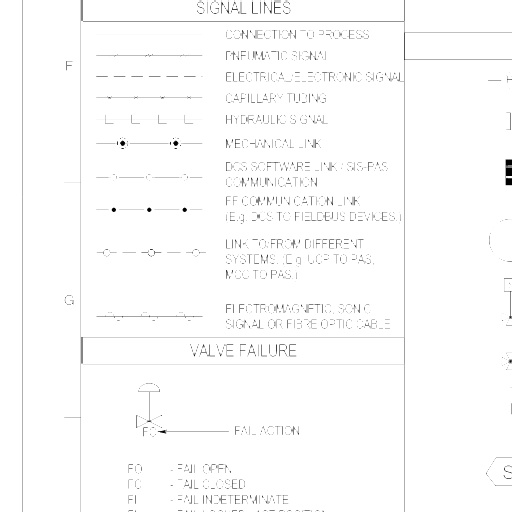 SIGNAL LINES
CONNECTION TO PROCESS
F
PNEUMATIC SIGNAL
ELECTRICAL/ELECTRONIC SIGNAL
CAPILLARY TUBING
HYDRAULIC SIGNAL
MECHANICAL LINK
DCS SOFTWARE LINK / SIS-PAS
COMMUNICATION
FF COMMUNICATION LINK
(E.g. DCS TO FIELDBUS DEVICES.)
LINK TO/FROM DIFFERENT
SYSTEMS. (E.g. UCP TO PAS,
MCC TO PAS.)
G
ELECTROMAGNETIC, SONIC
SIGNAL OR FIBRE OPTIC CABLE
VALVE FAILURE
FC
FAIL ACTION
FO - FAIL OPEN
FC - FAIL CLOSED
FI - FAIL INDETERMINATE
S